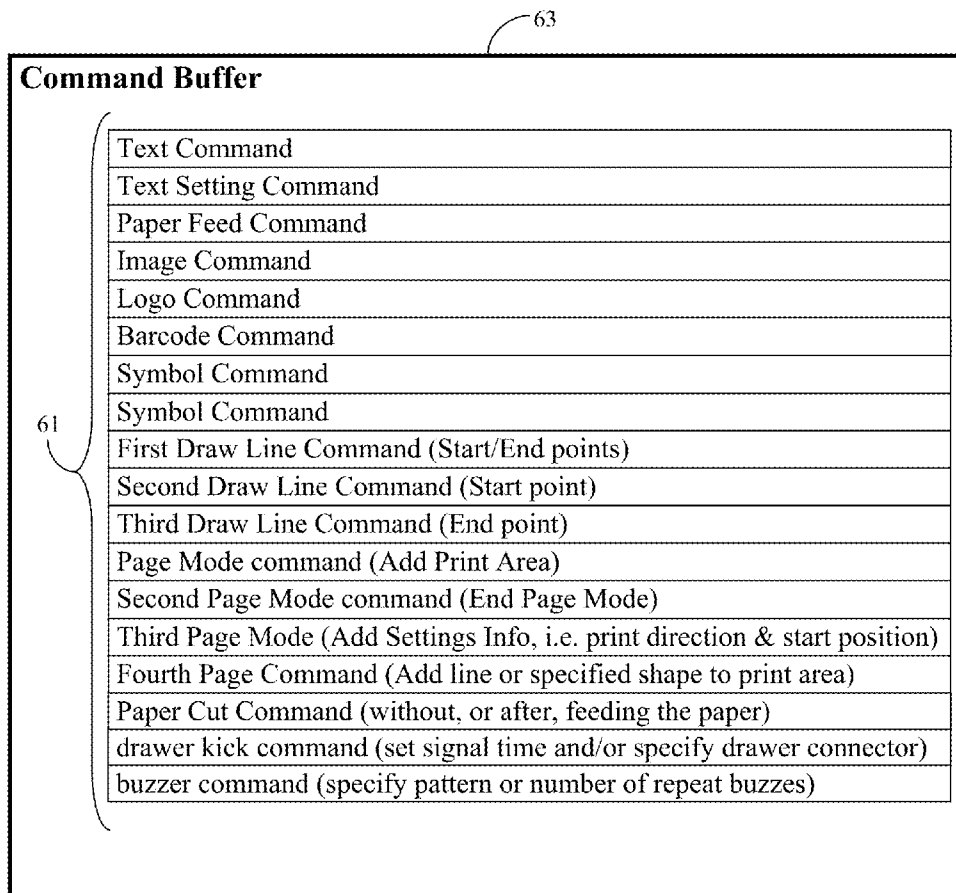 63
Command Buffer
Text Command
Text Setting Command
Paper Feed Command
Image Command
Logo Command
Barcode Command
Symbol Command
Symbol Command
61
First Draw Line Command (Start/End points)
Second Draw Line Command (Start point)
Third Draw Line Command (End point)
Page Mode command (Add Print Area)
Second Page Mode command (End Page Mode)
Third Page Mode (Add Settings Info, i.e. print direction & start position)
Fourth Page Command (Add line or specified shape to print area)
Paper Cut Command (without, or after, feeding the paper)
drawer kick command (set signal time and/or specify drawer connector)
buzzer command (specify pattern or number of repeat buzzes)